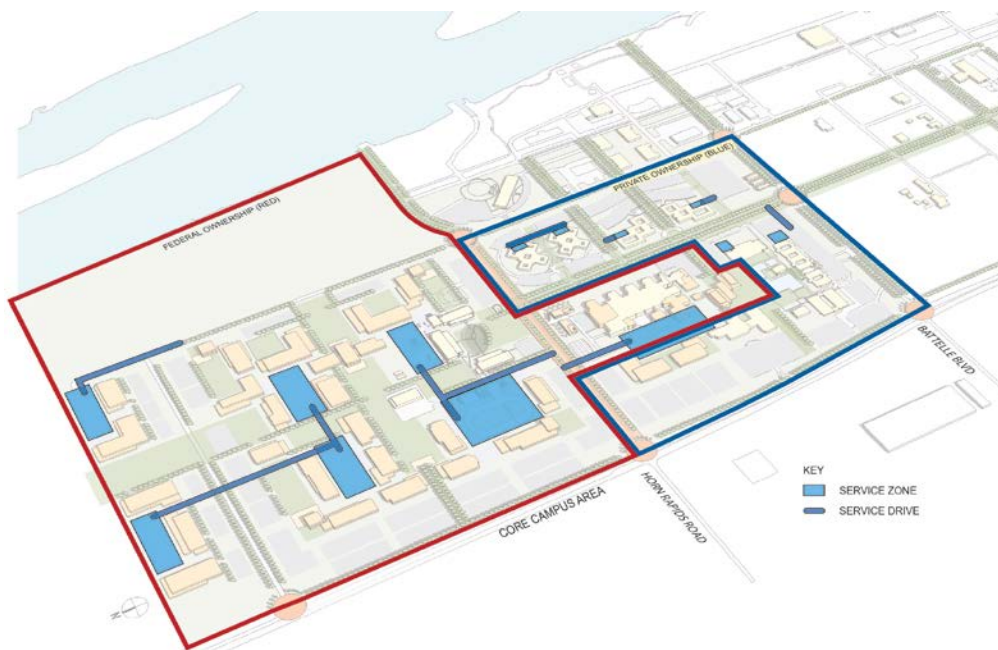 PRIVATE OWNERSHIP (BLUE)
FEDERAL OWNERSHIP (RED)
BATTELLE BLVD
KEY
SERVICE ZONE
SERVICE DRIVE
HORN RAPIDS ROAD
CORE CAMPUS AREA
N